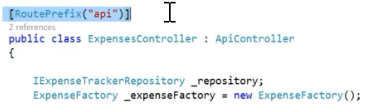 [RoutePrefix("api")]
2 references
public class ExpensesController : ApiController
{
IExpenseTrackerRepository _repository;
ExpenseFactory _expenseFactory = new ExpenseFactory();